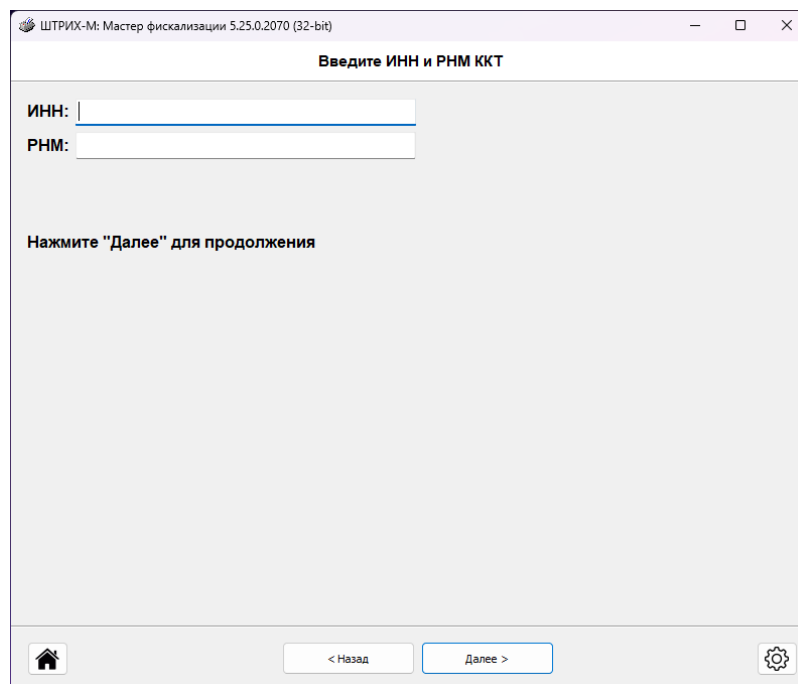 ШТРИХ-М: Мастер фискализации 5.25.0.2070 (32-bit)
Введите ИНН и РНМ ККТ
ИНН:
РНМ:
Нажмите "Далее" для продолжения
< Назад
Далее >